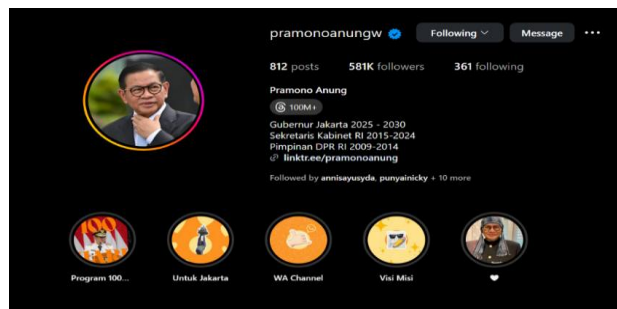 pramonoanungw Following Message
812 posts 581K followers 361 following
Pramono Anung
100M+
Gubernur Jakarta 2025 - 2030
Sekretaris Kabinet RI 2015-2024
Pimpinan DPR RI 2009-2014
linktr.ee/pramonoanung
Followed by annisayusyda, punyainicky + 10 more
100
Program 100... Untuk Jakarta WA Channel Visi Misi